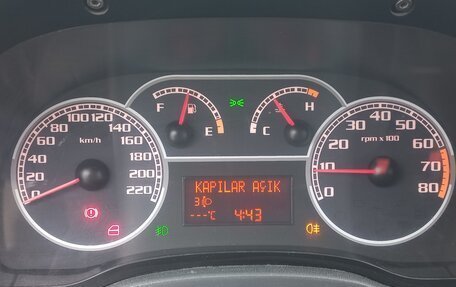 100 120
80 140
60 km/h 160
40 180
20 200
0 220
F E
C H
KAPILAR AÇIK
3
---°C 4:43
30 40 50
20 rpm x 100 60
10 70
0 80